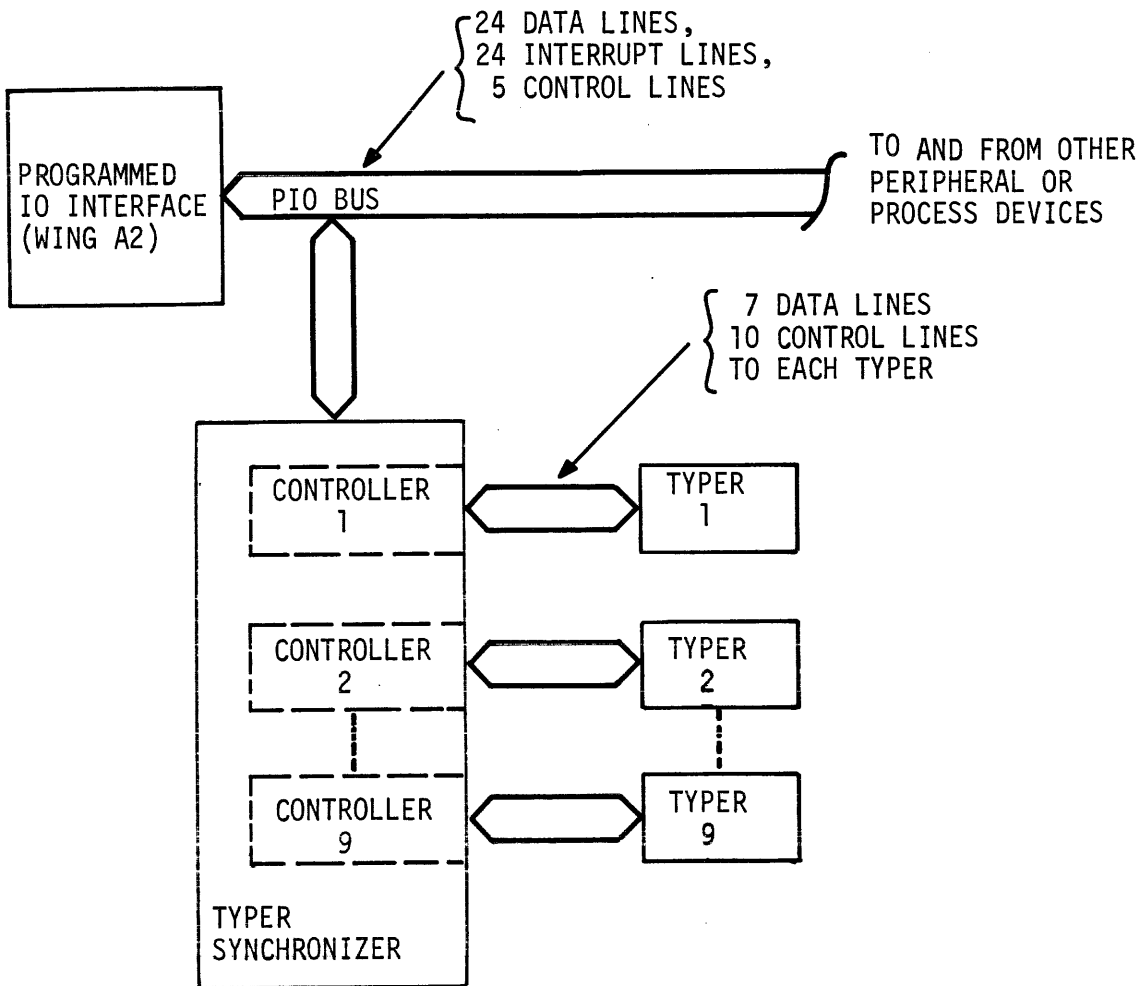 24 DATA LINES,
24 INTERRUPT LINES,
5 CONTROL LINES
PROGRAMMED
IO INTERFACE
(WING A2)
PIO BUS
TO AND FROM OTHER
PERIPHERAL OR
PROCESS DEVICES
7 DATA LINES
10 CONTROL LINES
TO EACH TYPER
CONTROLLER
1
TYPER
1
CONTROLLER
2
TYPER
2
CONTROLLER
9
TYPER
9
TYPER
SYNCHRONIZER